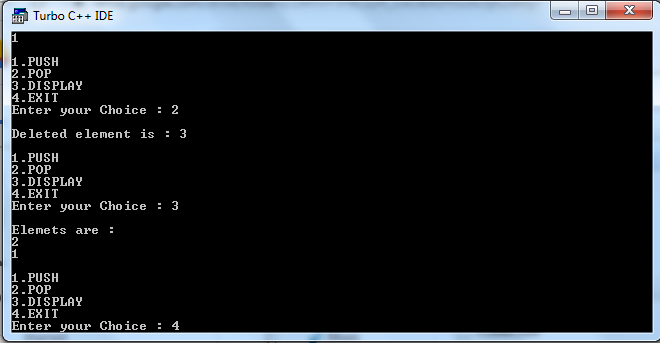 Turbo C++ IDE
1
1.PUSH
2.POP
3.DISPLAY
4.EXIT
Enter your Choice : 2
Deleted element is : 3
1.PUSH
2.POP
3.DISPLAY
4.EXIT
Enter your Choice : 3
Elemets are :
2
1
1.PUSH
2.POP
3.DISPLAY
4.EXIT
Enter your Choice : 4